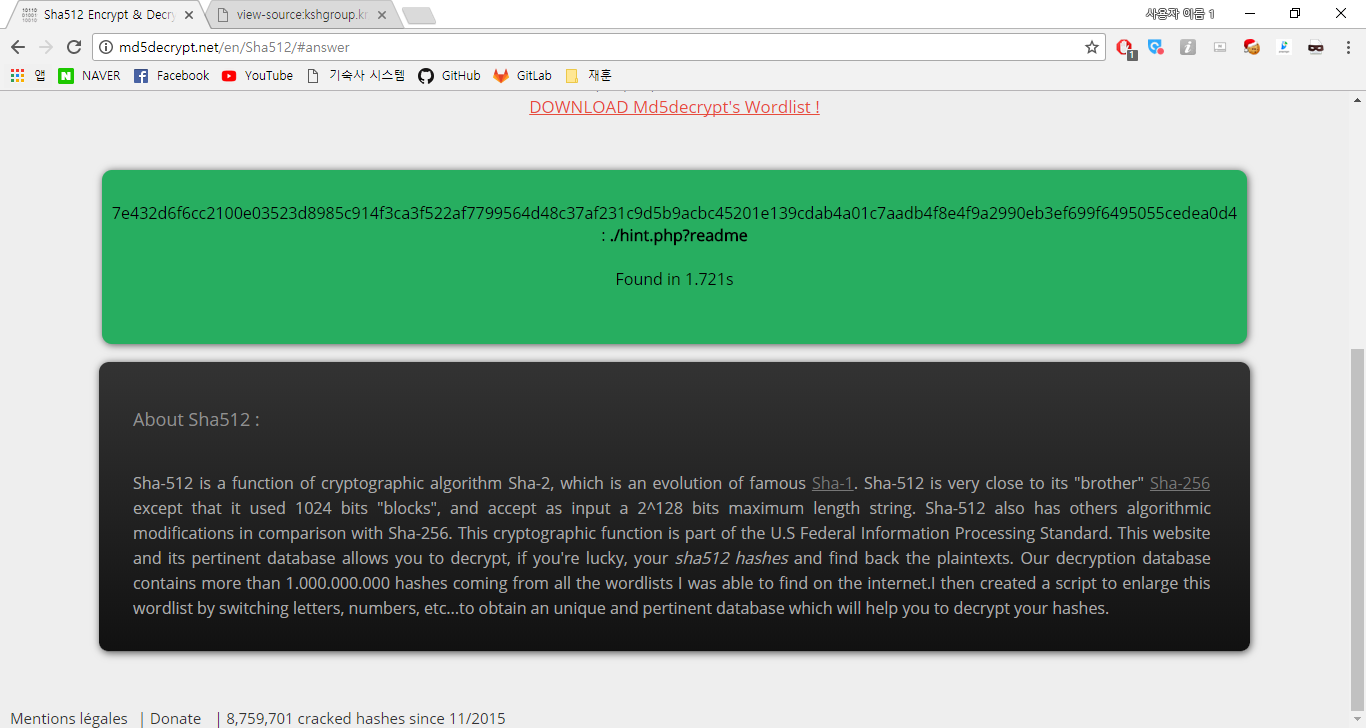 Sha512 Encrypt & Decry
view-source:kshgroup.kr
사용자 이름 1
md5decrypt.net/en/Sha512/#answer
1
앱
NAVER
Facebook
YouTube
기숙사 시스템
GitHub
GitLab
재훈
DOWNLOAD Md5decrypt's Wordlist !
7e432d6f6cc2100e03523d8985c914f3ca3f522af7799564d48c37af231c9d5b9acbc45201e139cdab4a01c7aadb4f8e4f9a2990eb3ef699f6495055cedea0d4
: ./hint.php?readme
Found in 1.721s
About Sha512 :
Sha-512 is a function of cryptographic algorithm Sha-2, which is an evolution of famous Sha-1. Sha-512 is very close to its "brother" Sha-256
except that it used 1024 bits "blocks", and accept as input a 2^128 bits maximum length string. Sha-512 also has others algorithmic
modifications in comparison with Sha-256. This cryptographic function is part of the U.S Federal Information Processing Standard. This website
and its pertinent database allows you to decrypt, if you're lucky, your sha512 hashes and find back the plaintexts. Our decryption database
contains more than 1.000.000.000 hashes coming from all the wordlists I was able to find on the internet.I then created a script to enlarge this
wordlist by switching letters, numbers, etc...to obtain an unique and pertinent database which will help you to decrypt your hashes.
Mentions légales | Donate | 8,759,701 cracked hashes since 11/2015